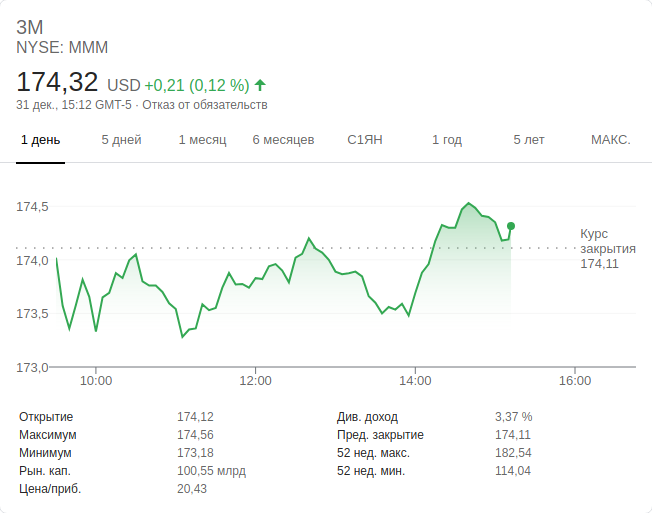 3M
NYSE: MMM
174,32 USD +0,21 (0,12 %)
31 дек., 15:12 GMT-5 · Отказ от обязательств
1 день 5 дней 1 месяц 6 месяцев С1ЯН 1 год 5 лет МАКС.
174,5
174,0
173,5
173,0
Курс
закрытия
174,11
10:00 12:00 14:00 16:00
Открытие 174,12 Див. доход 3,37 %
Максимум 174,56 Пред. закрытие 174,11
Минимум 173,18 52 нед. макс. 182,54
Рын. кап. 100,55 млрд 52 нед. мин. 114,04
Цена/приб. 20,43